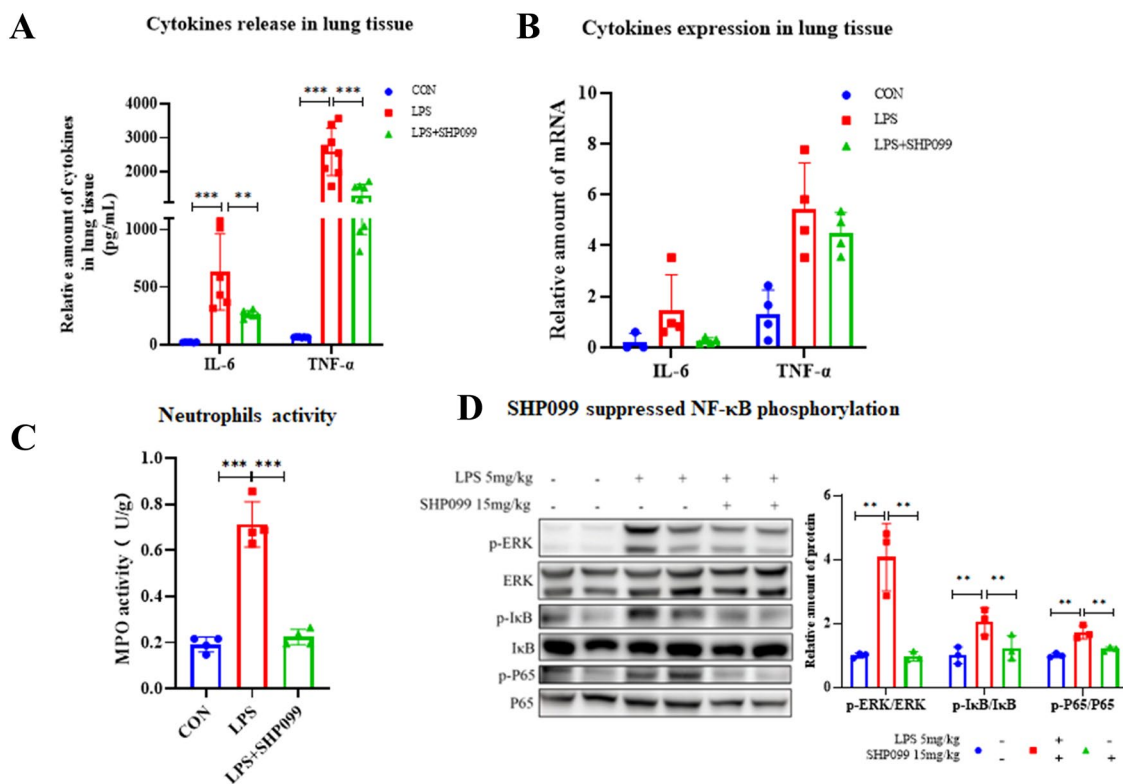 A
Cytokines release in lung tissue
Relative amount of cytokines
in lung tissue
(pg/mL)
4000
3000
2000
1000
500
0
***
**
***
***
CON
LPS
LPS+SHP099
IL-6
TNF-α
B
Cytokines expression in lung tissue
Relative amount of mRNA
10
8
6
4
2
0
CON
LPS
LPS+SHP099
IL-6
TNF-α
C
Neutrophils activity
MPO activity ( U/g)
1.0
0.8
0.6
0.4
0.2
0.0
***
***
CON
LPS
LPS+SHP099
D
SHP099 suppressed NF-κB phosphorylation
LPS 5mg/kg - - + + + +
SHP099 15mg/kg - - - - + +
p-ERK
ERK
p-IκB
IκB
p-P65
P65
Relative amount of protein
6
4
2
0
**
**
**
**
**
**
p-ERK/ERK
p-IκB/IκB
p-P65/P65
LPS 5mg/kg - + -
SHP099 15mg/kg - + +